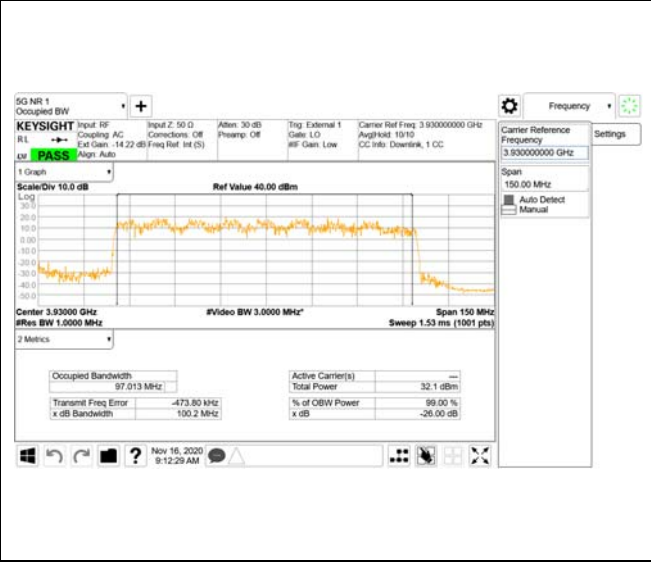 5G NR 1
Occupied BW
+
Frequency
KEYSIGHT
RL
PASS
Input: RF
Coupling: AC
Ext Gain: -14.22 dB
Align: Auto
Input Z: 50 Ω
Corrections: Off
Freq Ref: Int (S)
Atten: 30 dB
Preamp: Off
Trig: External 1
Gate: LO
#IF Gain: Low
Carrier Ref Freq: 3.930000000 GHz
Avg|Hold: 10/10
CC Info: Downlink, 1 CC
Carrier Reference
Frequency
3.930000000 GHz
Settings
Span
150.00 MHz
Auto Detect
Manual
1 Graph
Scale/Div 10.0 dB
Ref Value 40.00 dBm
Log
30.0
20.0
10.0
0.00
-10.0
-20.0
-30.0
-40.0
-50.0
Center 3.93000 GHz
#Video BW 3.0000 MHz*
Span 150 MHz
#Res BW 1.0000 MHz
Sweep 1.53 ms (1001 pts)
2 Metrics
Occupied Bandwidth
97.013 MHz
Active Carrier(s)
—
Total Power
32.1 dBm
Transmit Freq Error
-473.80 kHz
% of OBW Power
99.00 %
x dB Bandwidth
100.2 MHz
x dB
-26.00 dB
?
Nov 16, 2020
9:12:29 AM